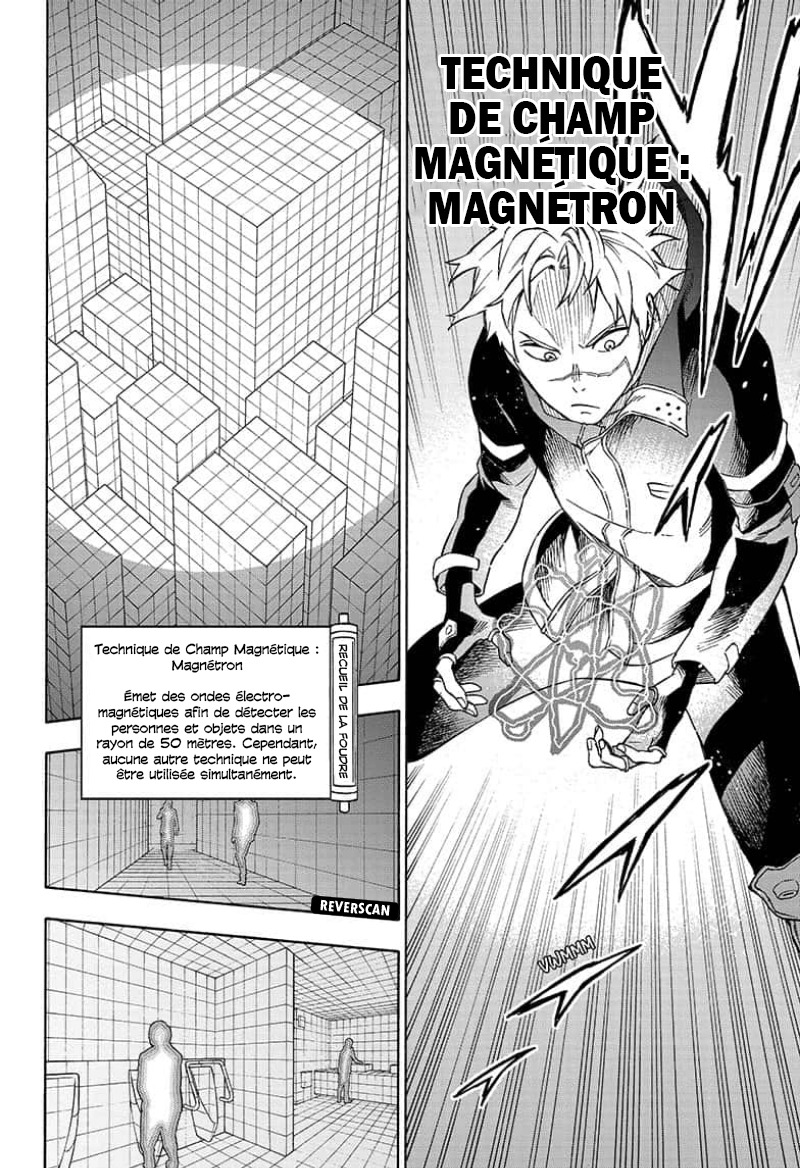 TECHNIQUE
DE CHAMP
MAGNÉTIQUE :
MAGNÉTRON
VWMMM
Technique de Champ Magnétique :
Magnétron
Émet des ondes électro-
magnétiques afin de détecter les
personnes et objets dans un
rayon de 50 mètres. Cependant,
aucune autre technique ne peut
être utilisée simultanément.
RECUEIL DE LA FOUDRE
REVERSCAN